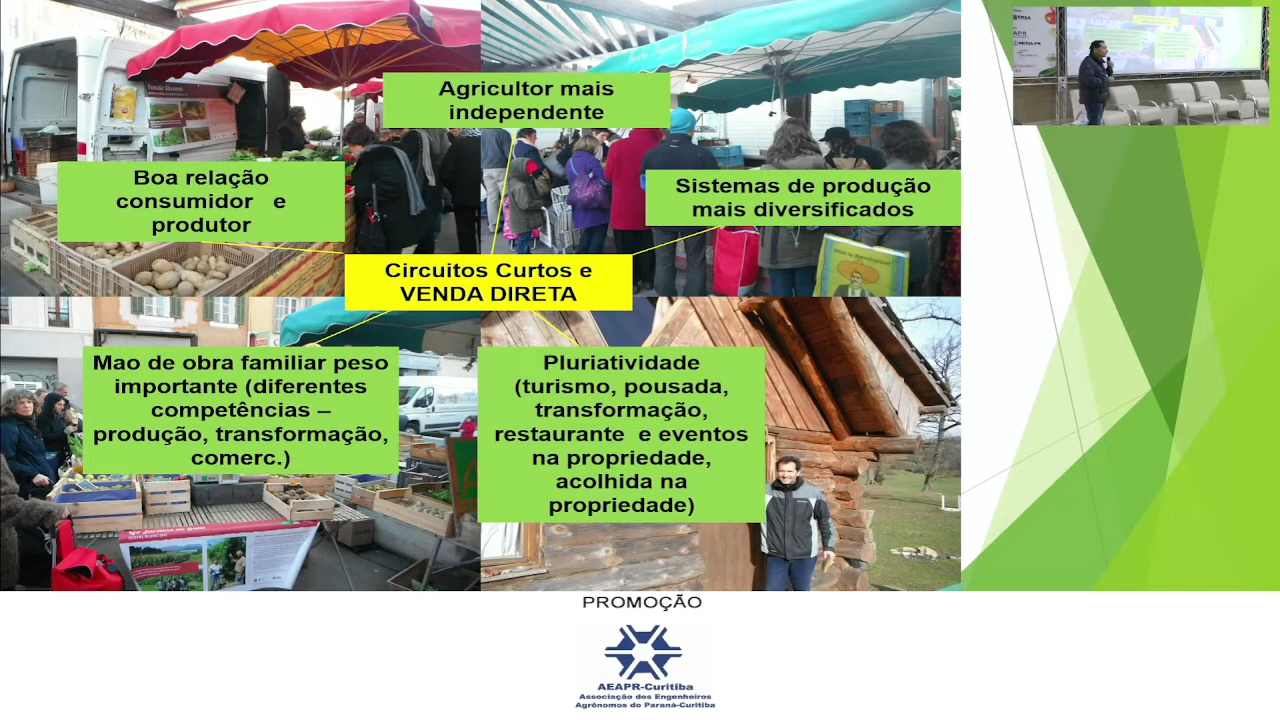 Agricultor mais
independente
Boa relação
consumidor e
produtor
Sistemas de produção
mais diversificados
Circuitos Curtos e
VENDA DIRETA
Mao de obra familiar peso
importante (diferentes
competências –
produção, transformação,
comerc.)
Pluriatividade
(turismo, pousada,
transformação,
restaurante e eventos
na propriedade,
acolhida na
propriedade)
PROMOÇÃO
AEAPR-Curitiba
Associação dos Engenheiros
Agrônomos do Paraná-Curitiba